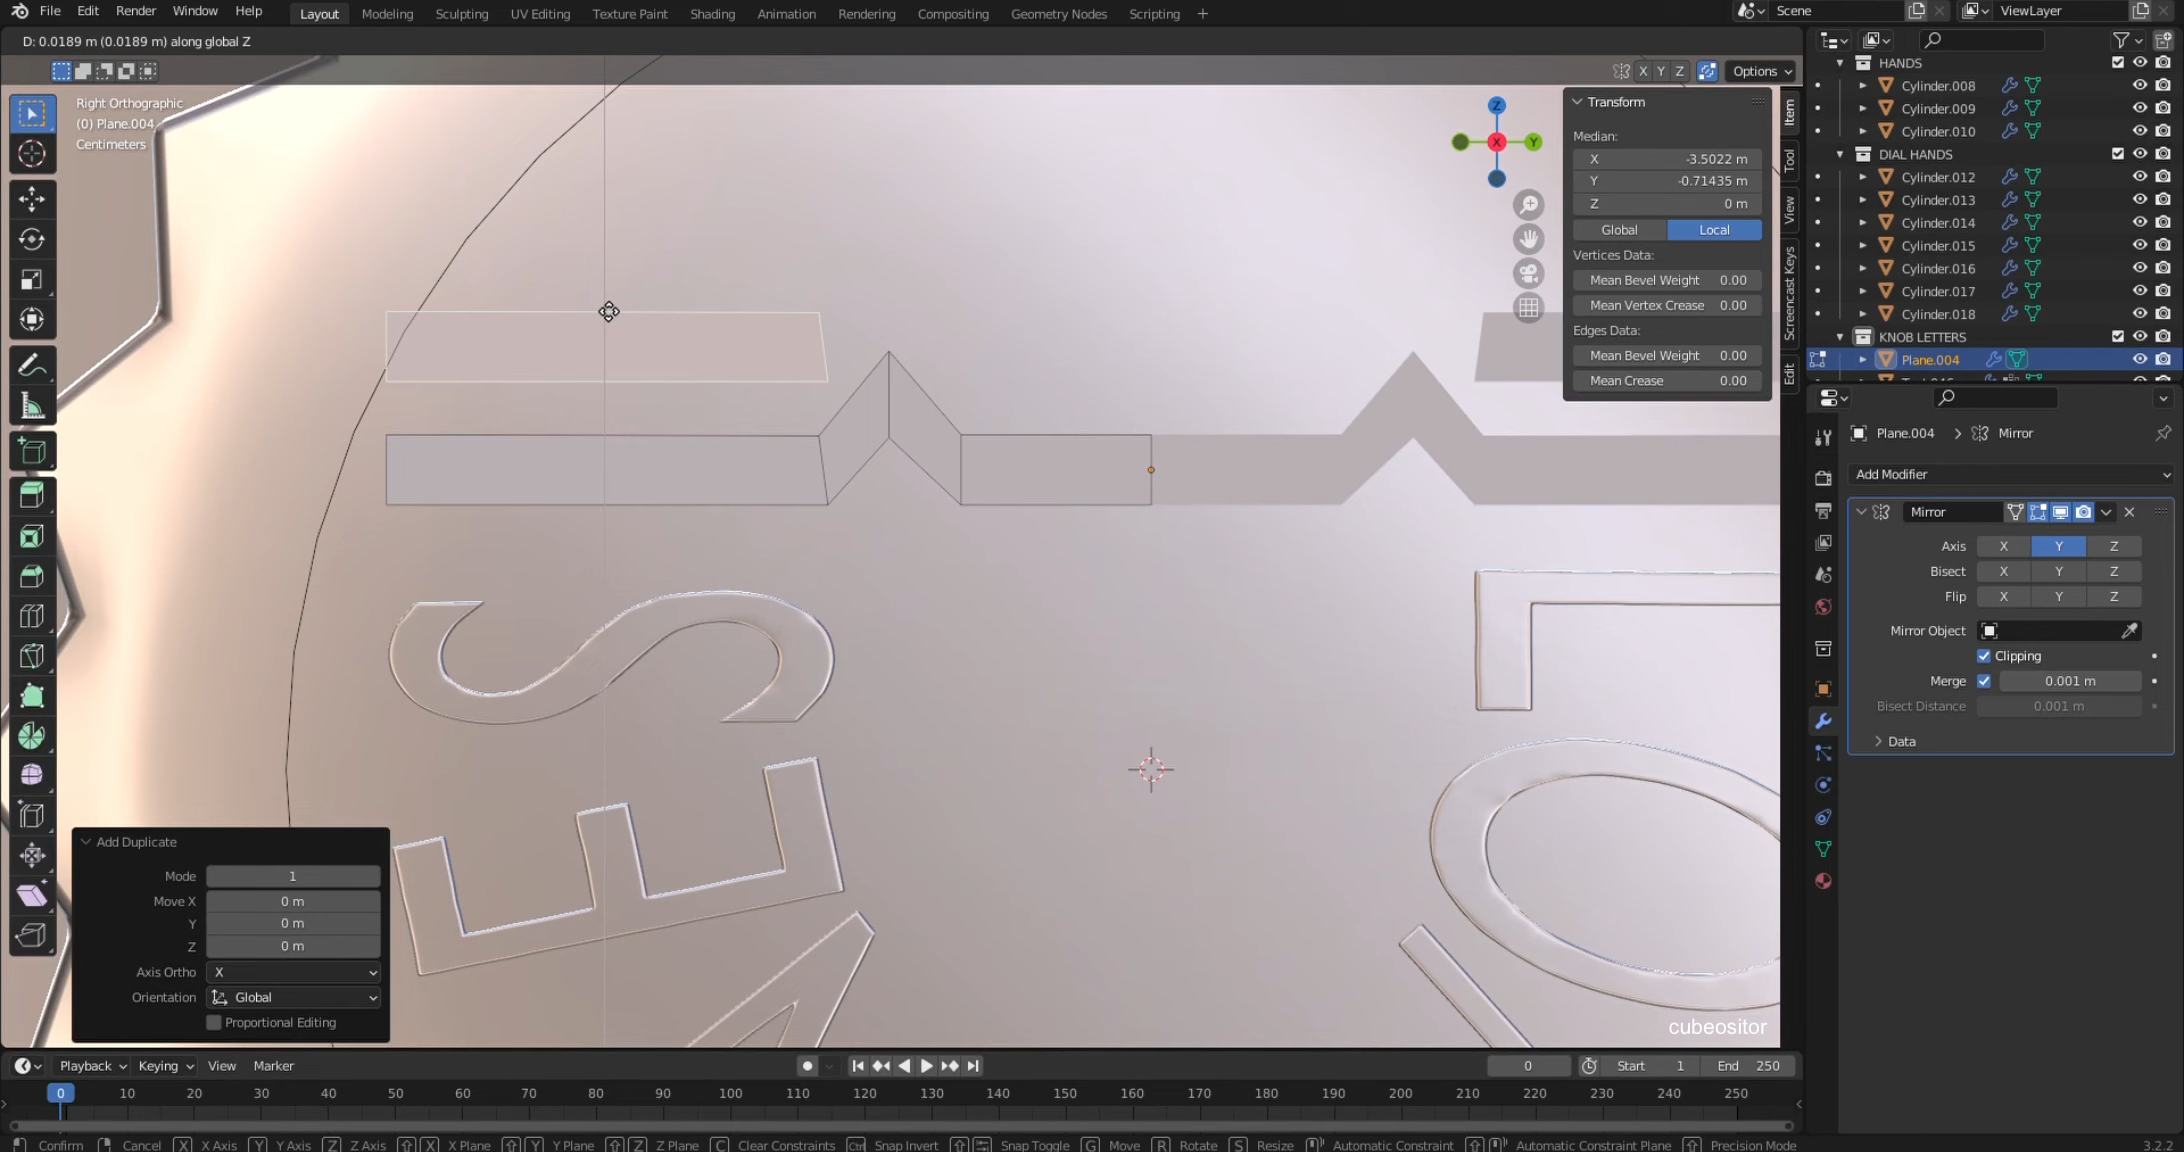 File Edit Render Window Help Layout Modeling Sculpting UV Editing Texture Paint Shading Animation Rendering Compositing Geometry Nodes Scripting + Scene ViewLayer
D: 0.0189 m (0.0189 m) along global Z
X Y Z Options
Right Orthographic
(0) Plane.004
Centimeters
Z
X
Y
Transform
Median:
X -3.5022 m
Y -0.71435 m
Z 0 m
Global Local
Vertices Data:
Mean Bevel Weight 0.00
Mean Vertex Crease 0.00
Edges Data:
Mean Bevel Weight 0.00
Mean Crease 0.00
Item
Tool
View
Screencast Keys
Edit
HANDS
Cylinder.008
Cylinder.009
Cylinder.010
DIAL HANDS
Cylinder.012
Cylinder.013
Cylinder.014
Cylinder.015
Cylinder.016
Cylinder.017
Cylinder.018
KNOB LETTERS
Plane.004
Plane.004 > Mirror
Add Modifier
Mirror
Axis X Y Z
Bisect X Y Z
Flip X Y Z
Mirror Object
Clipping
Merge 0.001 m
Bisect Distance 0.001 m
Data
S
E
Add Duplicate
Mode 1
Move X 0 m
Y 0 m
Z 0 m
Axis Ortho X
Orientation Global
Proportional Editing
cubeositor
Playback Keying View Marker 0 Start 1 End 250
0 10 20 30 40 50 60 70 80 90 100 110 120 130 140 150 160 170 180 190 200 210 220 230 240 250
Confirm Cancel X X Axis Y Y Axis Z Z Axis X X Plane Y Y Plane Z Z Plane C Clear Constraints Ctrl Snap Invert Snap Toggle G Move R Rotate S Resize Automatic Constraint Automatic Constraint Plane Precision Mode 3.2.2